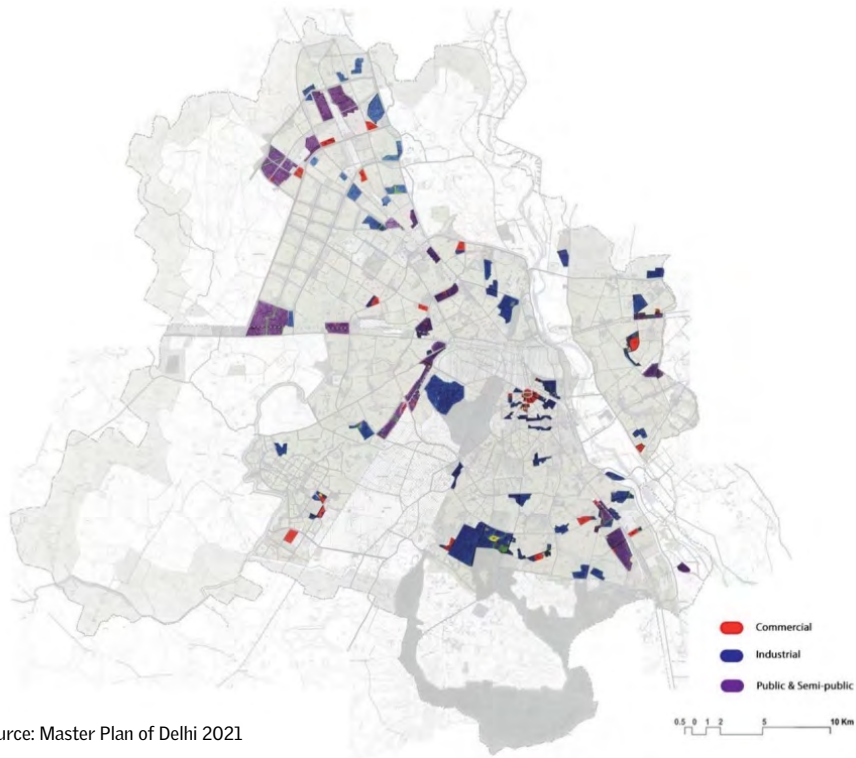 Commercial
Industrial
Public & Semi-public
0.5 0 1 2 5 10 Km
urce: Master Plan of Delhi 2021